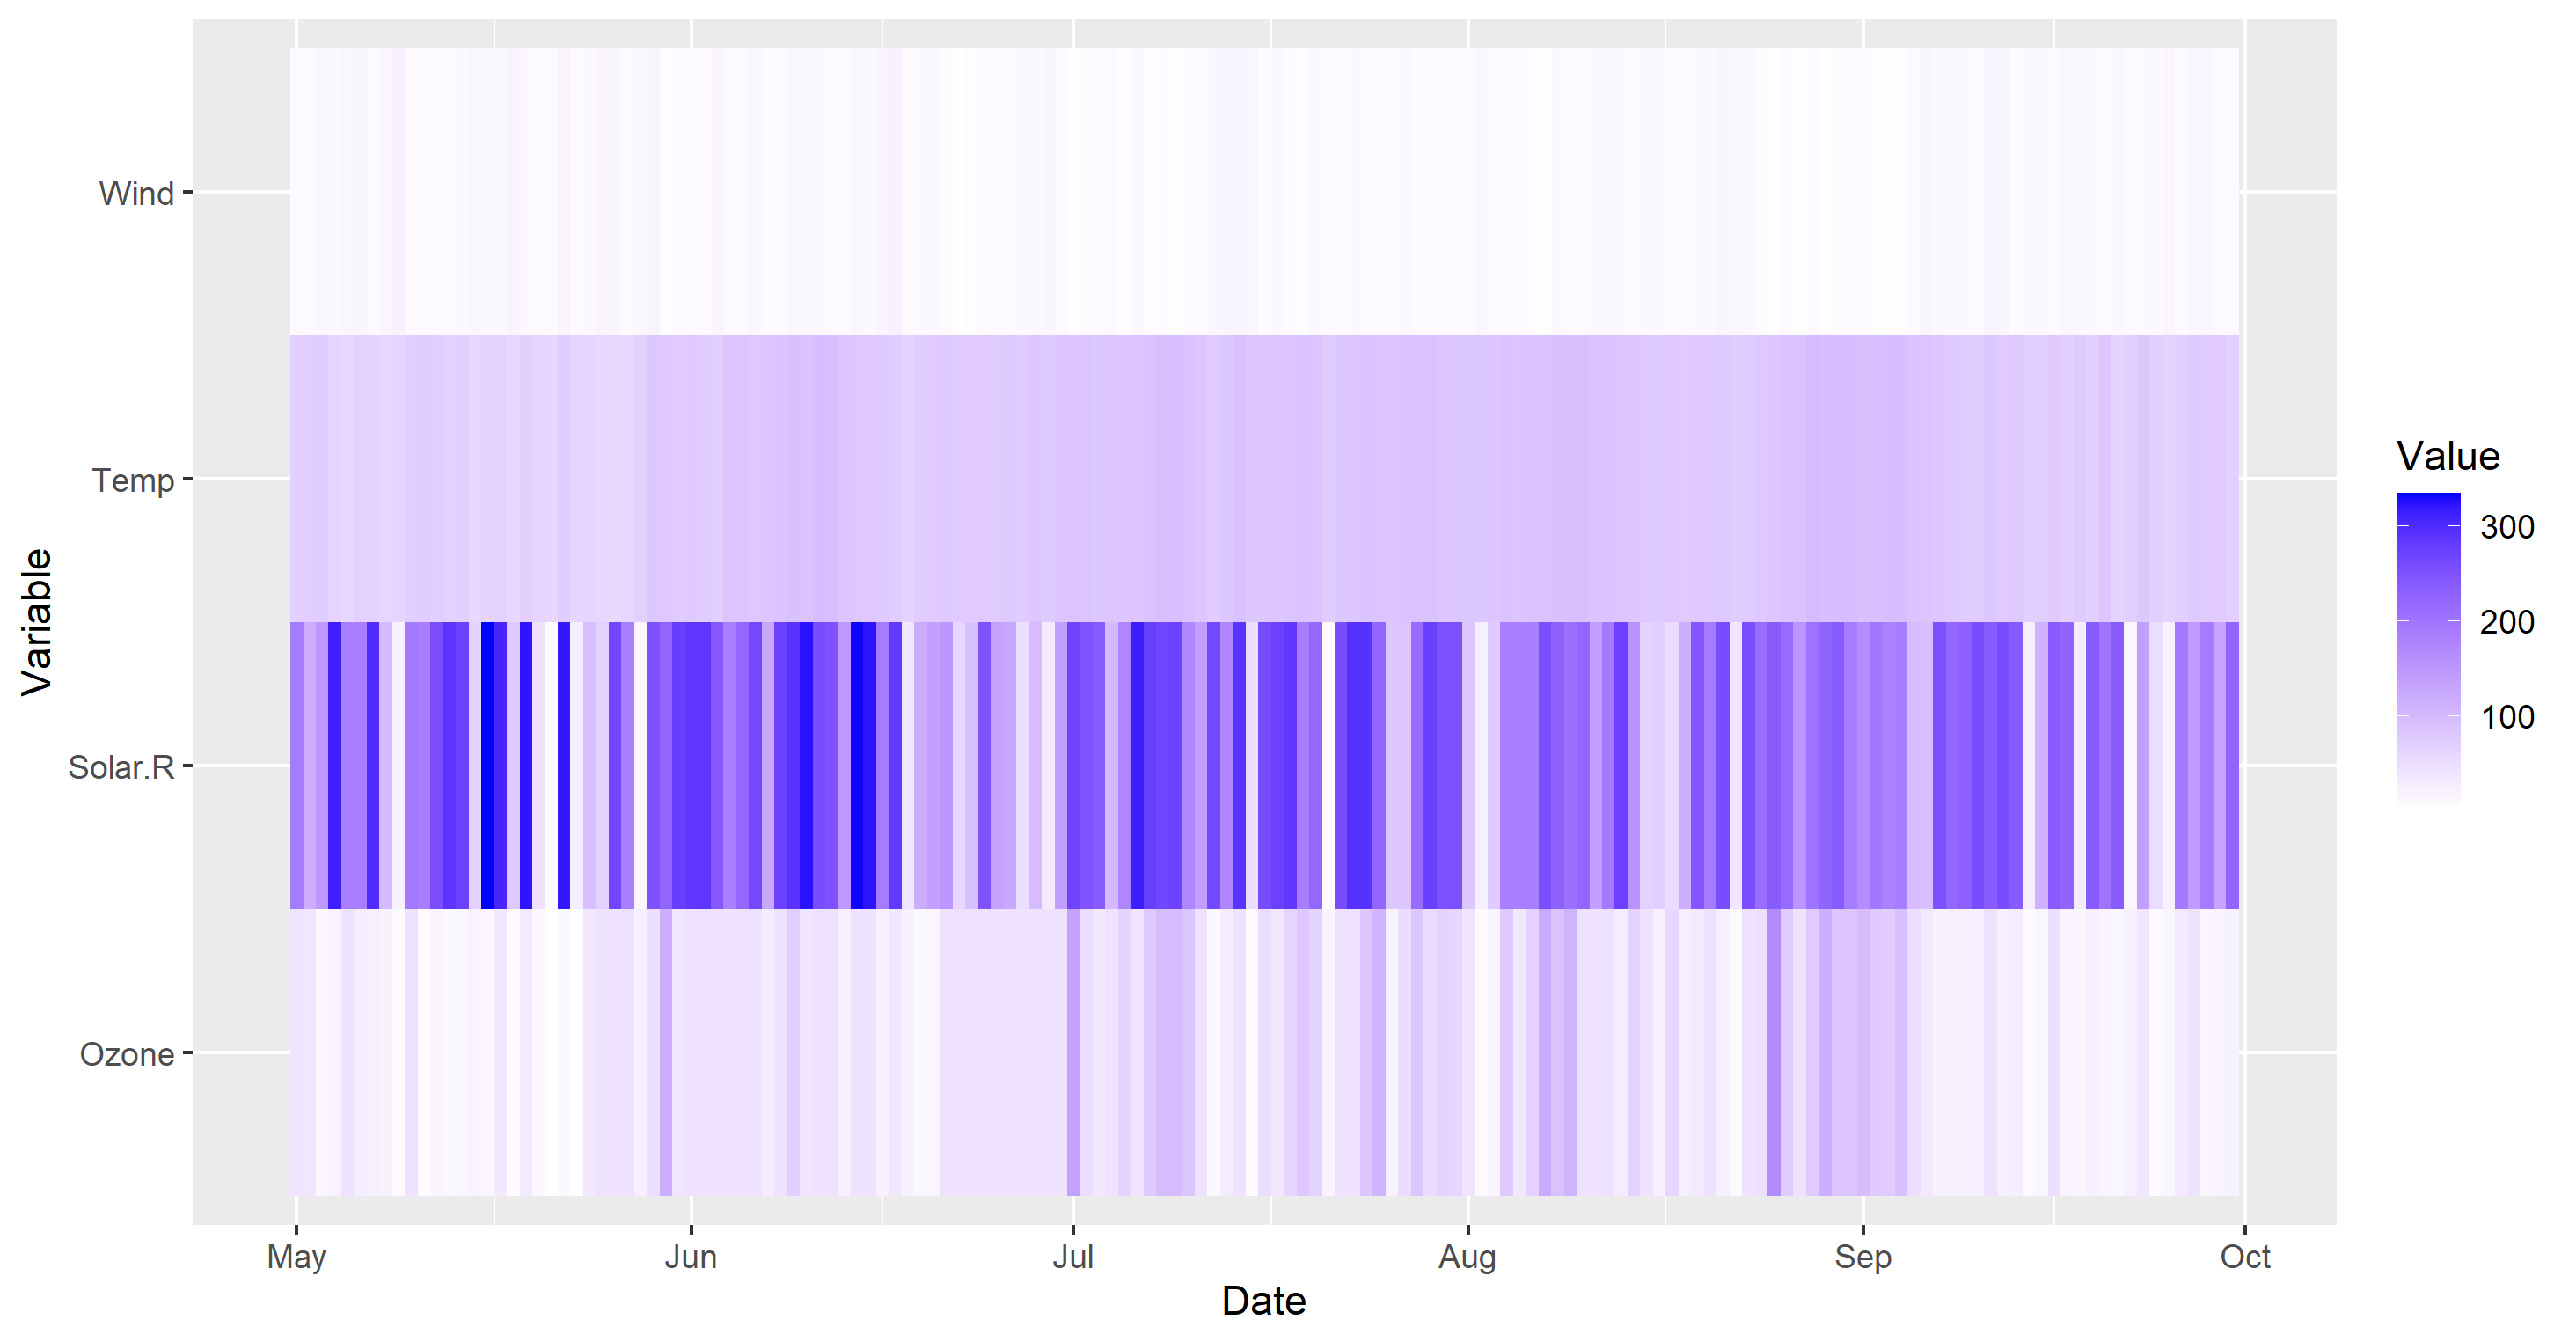 Wind
Temp
Solar.R
Ozone
Variable
May
Jun
Jul
Aug
Sep
Oct
Date
Value
300
200
100